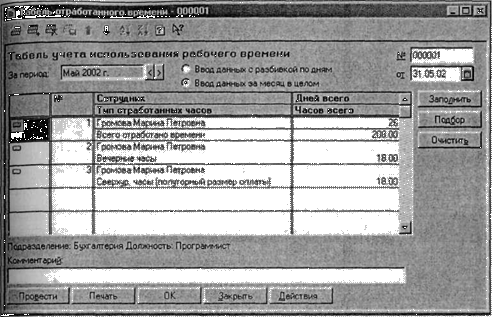 Табель отработанного времени - 000001
Табель учета использования рабочего времени
№ 000001
За период: Май 2002 г. < >
Ввод данных с разбивкой по дням
Ввод данных за месяц в целом
от 31.05.02
№ Сотрудник Дней всего
Тип отработанных часов Часов всего
1 Громова Марина Петровна 26
Всего отработано времени 208.00
2 Громова Марина Петровна
Вечерние часы 18.00
3 Громова Марина Петровна
Сверхур. часы (полуторный размер оплаты) 18.00
Заполнить
Подбор
Очистить
Подразделение: Бухгалтерия Должность: Программист
Комментарий:
Провести Печать OK Закрыть Действия